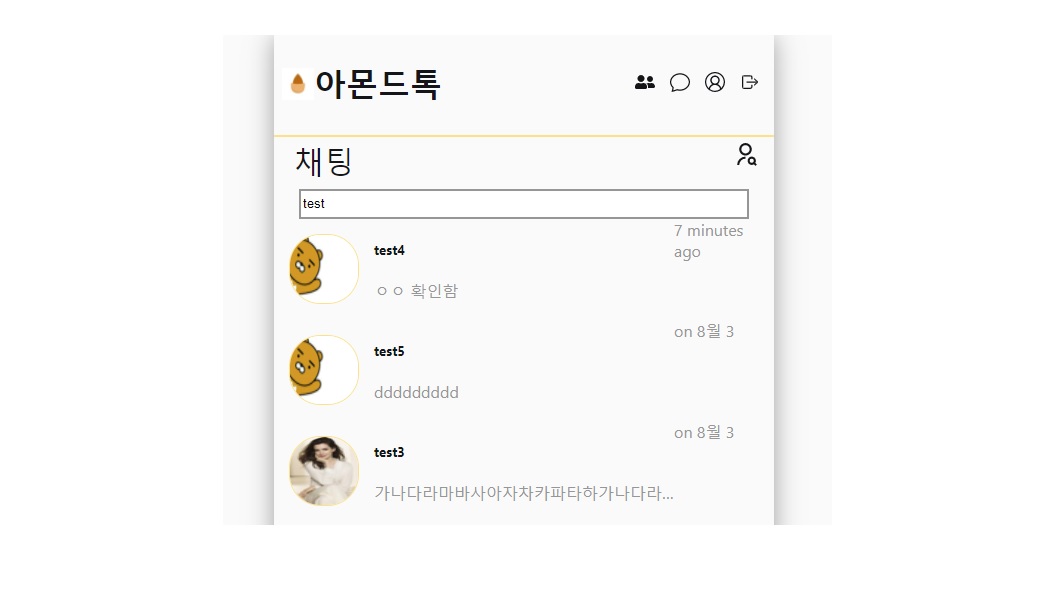 아몬드톡
채팅
test
7 minutes
ago
test4
ㅇㅇ 확인함
on 8월 3
test5
ddddddddd
on 8월 3
test3
가나다라마바사아자차카파타하가나다라...